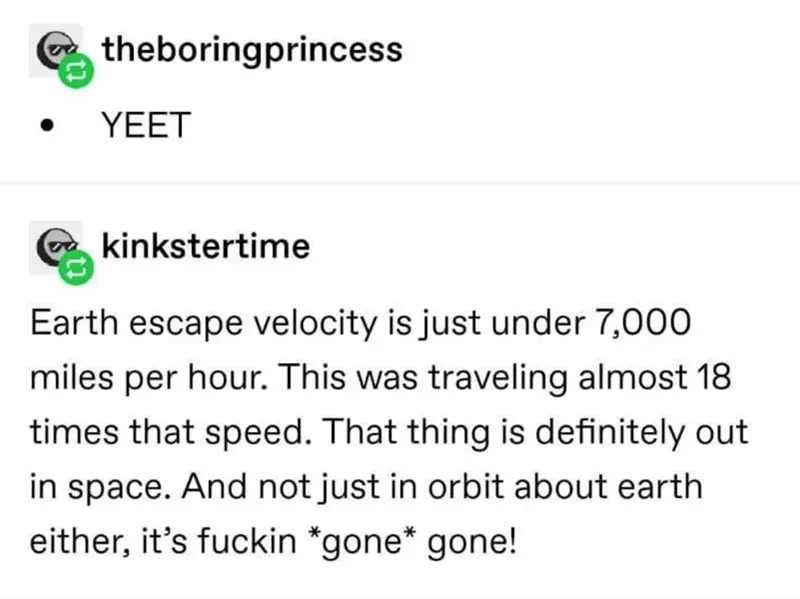 theboringprincess
• YEET
kinkstertime
Earth escape velocity is just under 7,000
miles per hour. This was traveling almost 18
times that speed. That thing is definitely out
in space. And not just in orbit about earth
either, it’s fuckin *gone* gone!